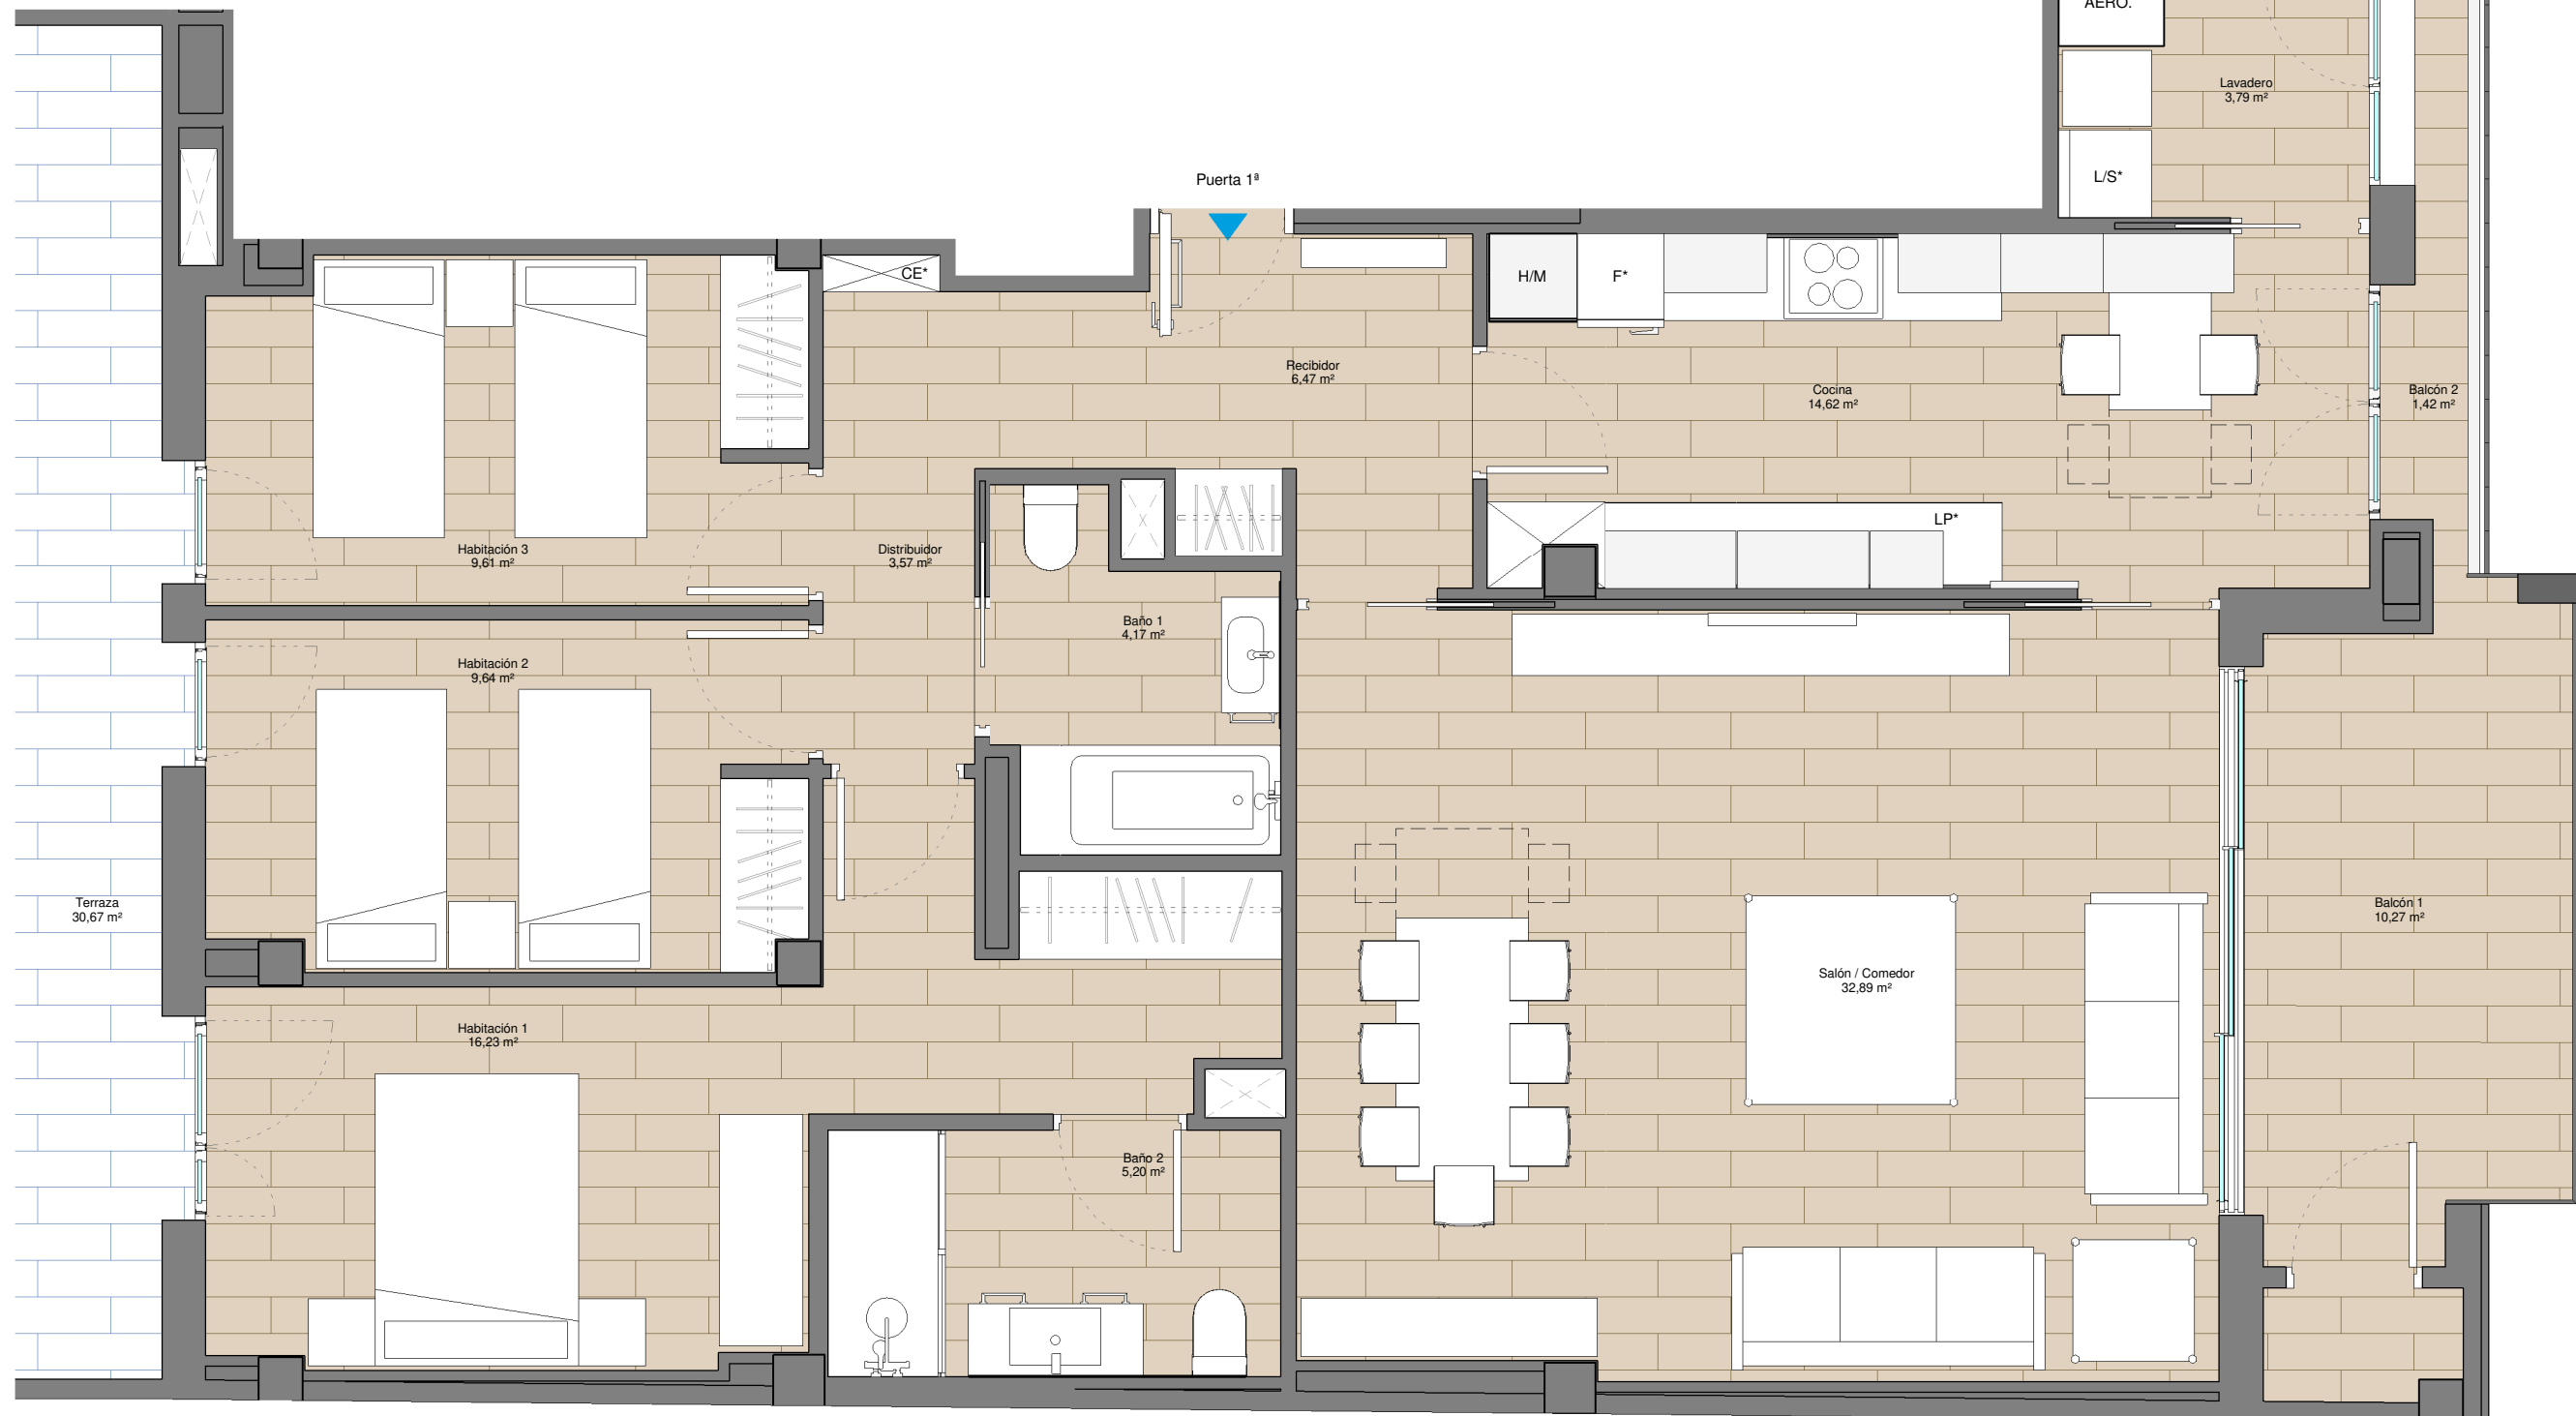 AERO.
Lavadero
3,79 m²
L/S*
Puerta 1ª
CE*
H/M
F*
Recibidor
6,47 m²
Cocina
14,62 m²
Balcón 2
1,42 m²
LP*
Habitación 3
9,61 m²
Distribuidor
3,57 m²
Baño 1
4,17 m²
Habitación 2
9,64 m²
Terraza
30,67 m²
Balcón 1
10,27 m²
Salón / Comedor
32,89 m²
Habitación 1
16,23 m²
Baño 2
5,20 m²